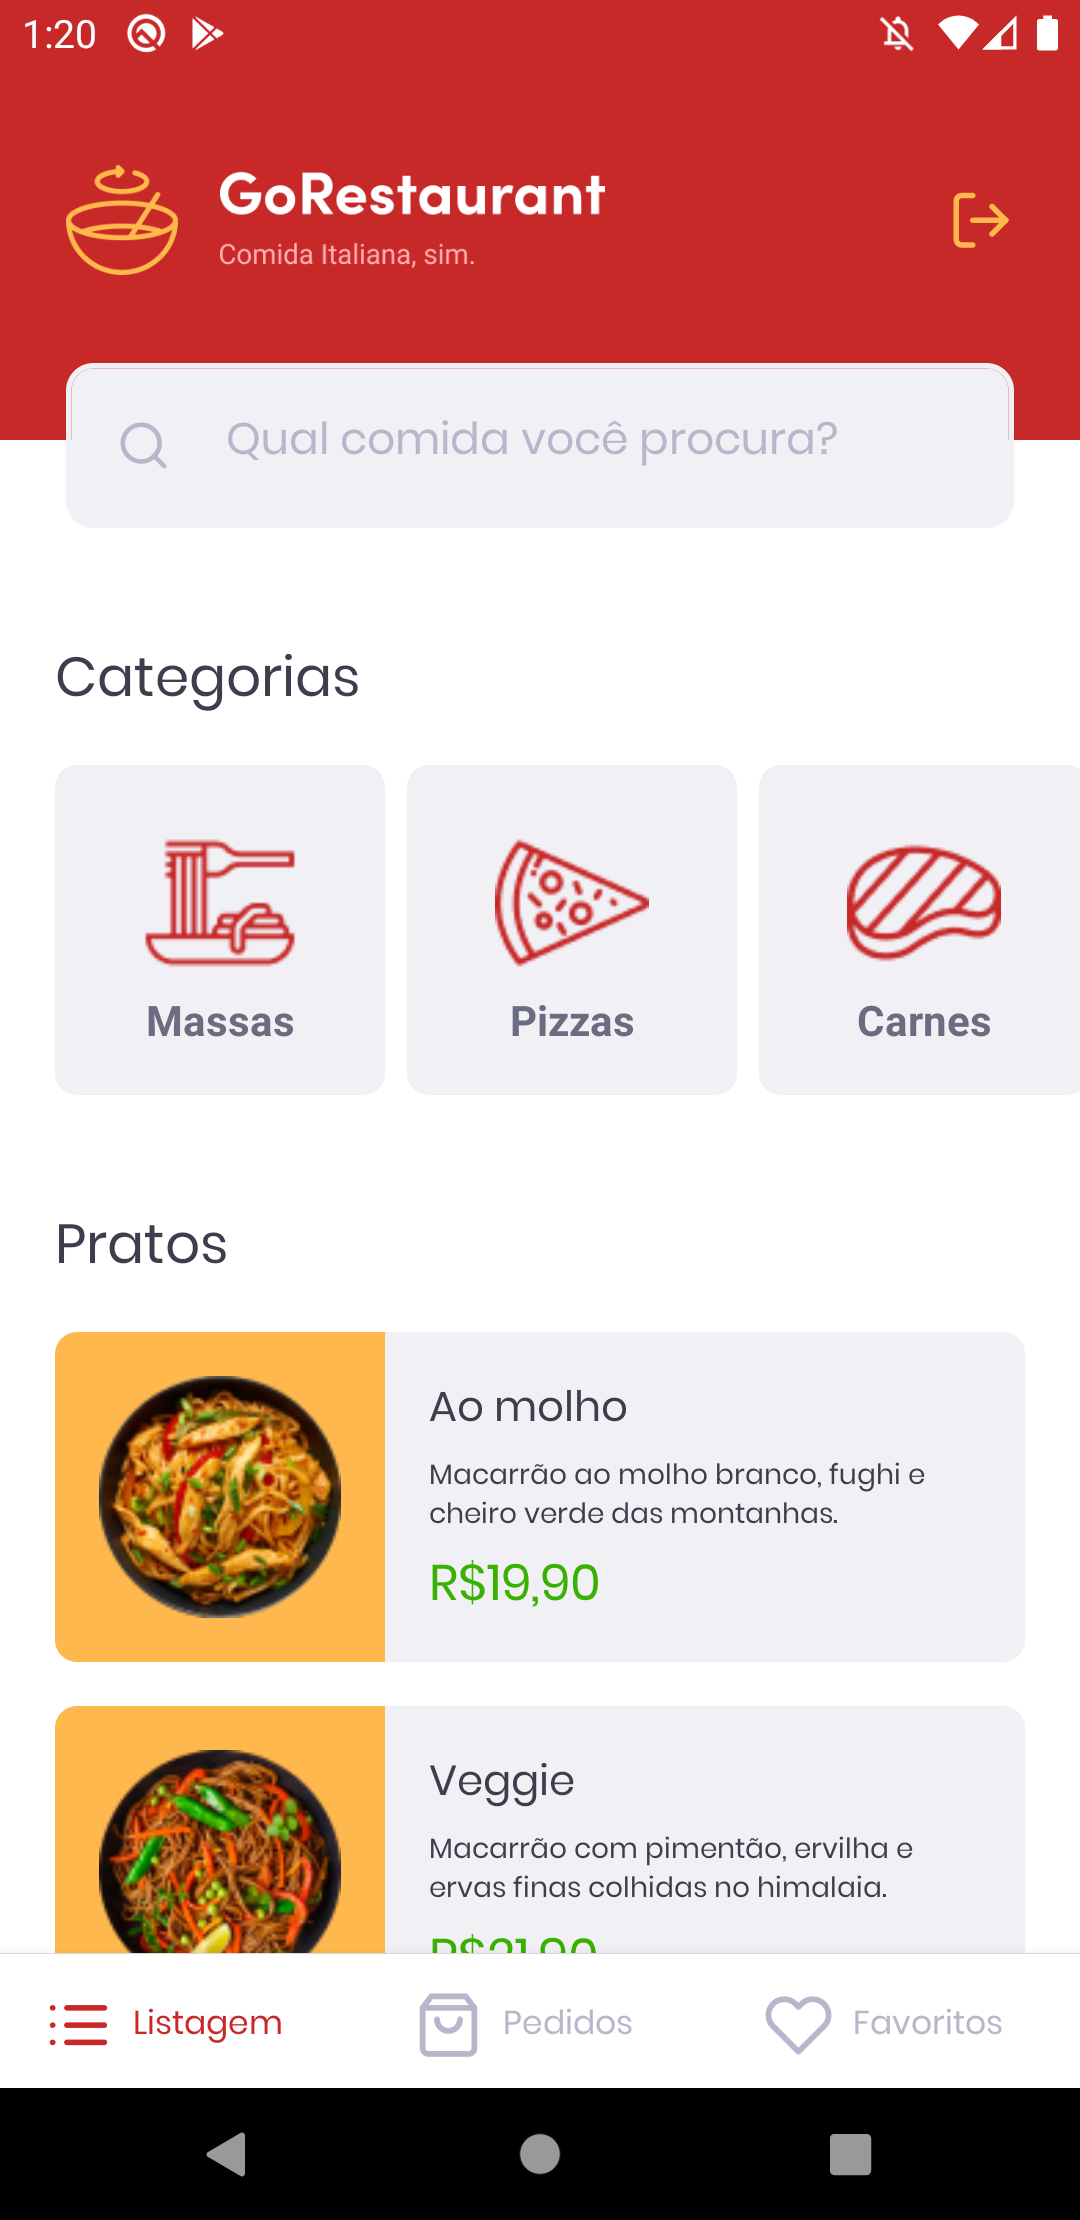 1:20
GoRestaurant
Comida Italiana, sim.
Qual comida você procura?
Categorias
Massas
Pizzas
Carnes
Pratos
Ao molho
Macarrão ao molho branco, fughi e
cheiro verde das montanhas.
R$19,90
Veggie
Macarrão com pimentão, ervilha e
ervas finas colhidas no himalaia.
R$21,90
Listagem
Pedidos
Favoritos